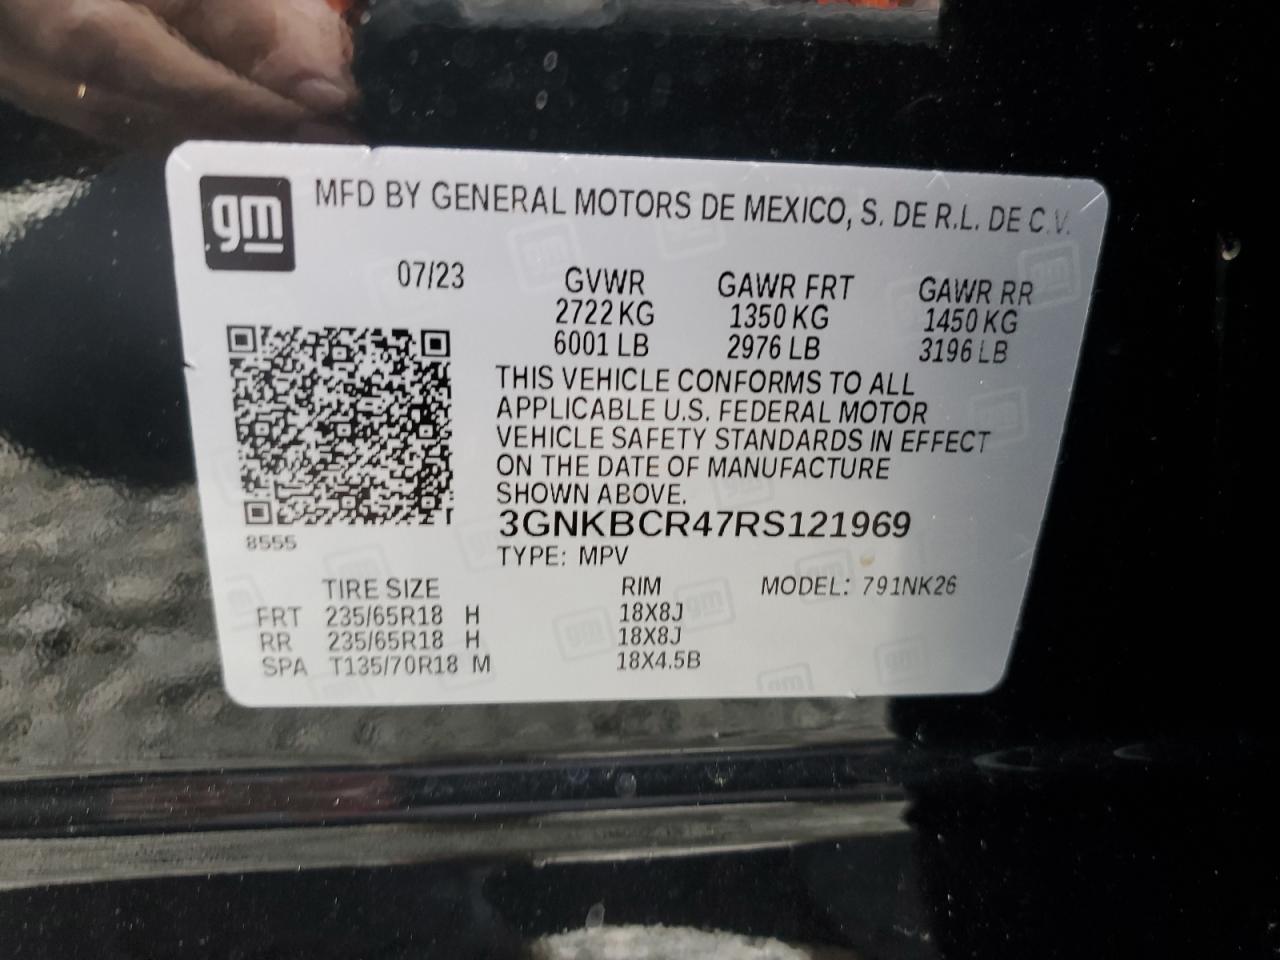 gm
MFD BY GENERAL MOTORS DE MEXICO, S. DE R.L. DE C.V.
07/23 GVWR GAWR FRT GAWR RR
2722 KG 1350 KG 1450 KG
6001 LB 2976 LB 3196 LB
THIS VEHICLE CONFORMS TO ALL
APPLICABLE U.S. FEDERAL MOTOR
VEHICLE SAFETY STANDARDS IN EFFECT
ON THE DATE OF MANUFACTURE
SHOWN ABOVE.
3GNKBCR47RS121969
8555
TYPE: MPV
TIRE SIZE RIM MODEL: 791NK26
FRT 235/65R18 H 18X8J
RR 235/65R18 H 18X8J
SPA T135/70R18 M 18X4.5B